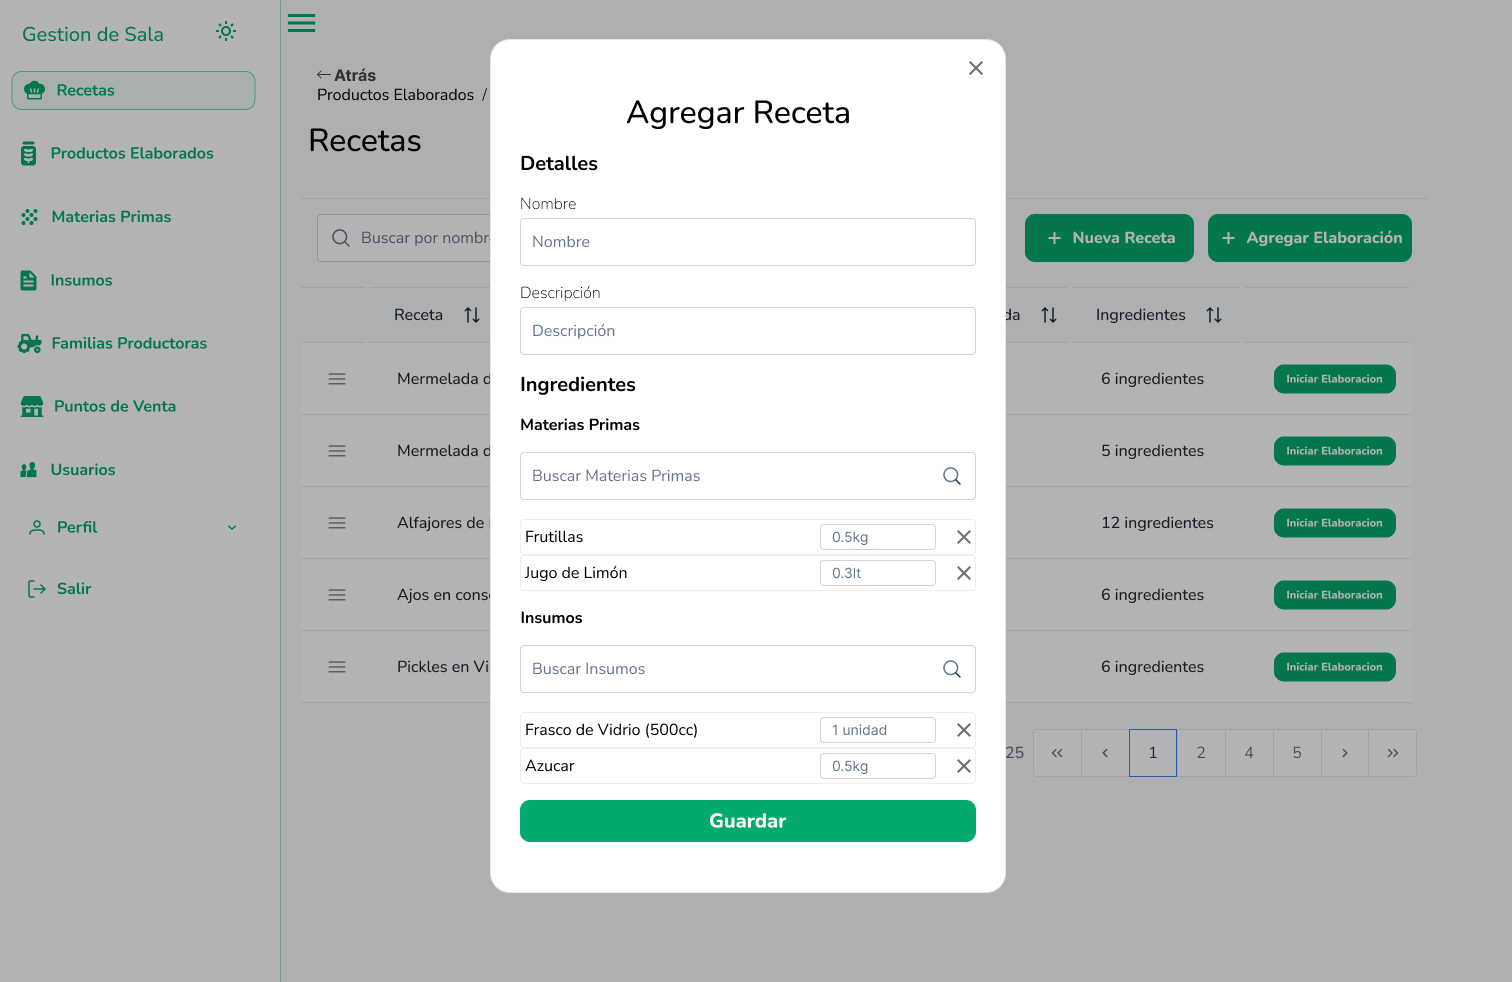 Gestion de Sala
Recetas
Productos Elaborados
Materias Primas
Insumos
Familias Productoras
Puntos de Venta
Usuarios
Perfil
Salir
Atrás
Productos Elaborados /
Recetas
Buscar por nombr
Nueva Receta
Agregar Elaboración
Receta
da
Ingredientes
Mermelada d
6 ingredientes
Iniciar Elaboracion
Mermelada d
5 ingredientes
Iniciar Elaboracion
Alfajores de
12 ingredientes
Iniciar Elaboracion
Ajos en cons
6 ingredientes
Iniciar Elaboracion
Pickles en Vi
6 ingredientes
Iniciar Elaboracion
25 « ‹ 1 2 4 5 › »
Agregar Receta
Detalles
Nombre
Nombre
Descripción
Descripción
Ingredientes
Materias Primas
Buscar Materias Primas
Frutillas 0.5kg
Jugo de Limón 0.3lt
Insumos
Buscar Insumos
Frasco de Vidrio (500cc) 1 unidad
Azucar 0.5kg
Guardar